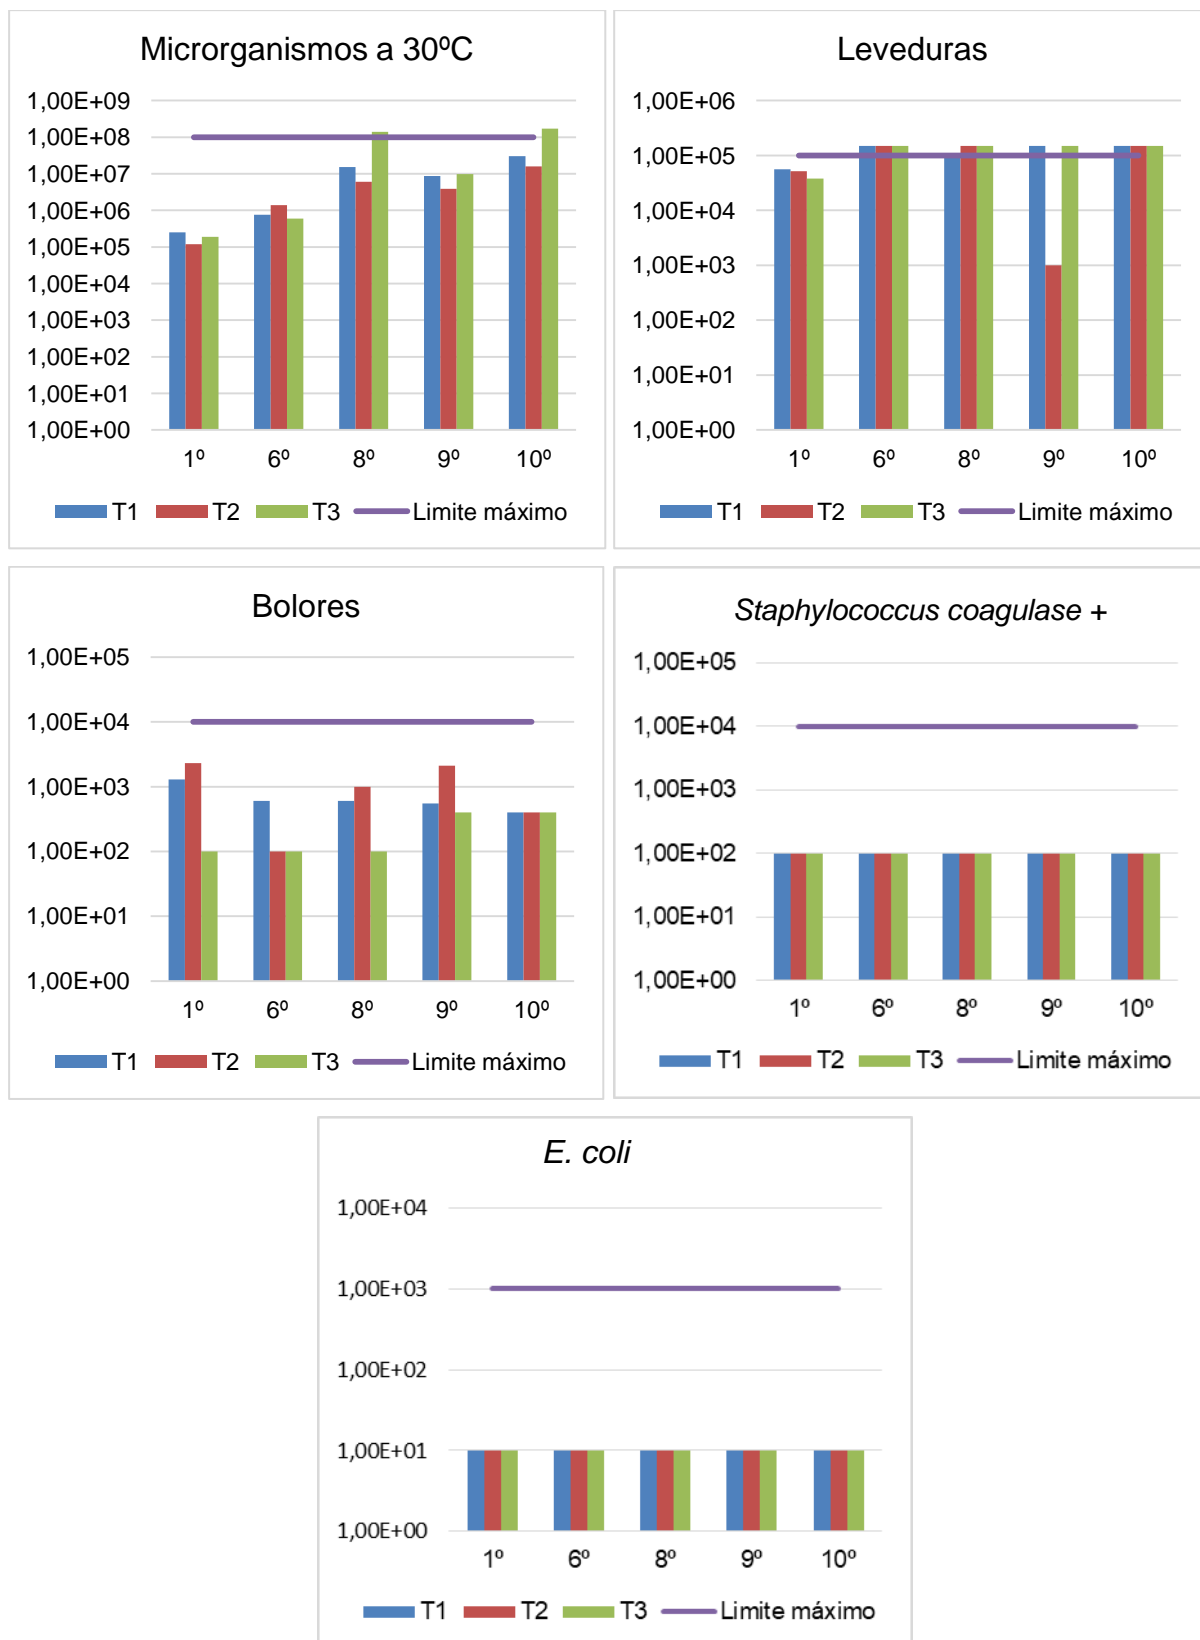 Microrganismos a 30ºC
1,00E+09
1,00E+08
1,00E+07
1,00E+06
1,00E+05
1,00E+04
1,00E+03
1,00E+02
1,00E+01
1,00E+00
1º 6º 8º 9º 10º
T1 T2 T3 Limite máximo
Leveduras
1,00E+06
1,00E+05
1,00E+04
1,00E+03
1,00E+02
1,00E+01
1,00E+00
1º 6º 8º 9º 10º
T1 T2 T3 Limite máximo
Bolores
1,00E+05
1,00E+04
1,00E+03
1,00E+02
1,00E+01
1,00E+00
1º 6º 8º 9º 10º
T1 T2 T3 Limite máximo
Staphylococcus coagulase +
1,00E+05
1,00E+04
1,00E+03
1,00E+02
1,00E+01
1,00E+00
1º 6º 8º 9º 10º
T1 T2 T3 Limite máximo
E. coli
1,00E+04
1,00E+03
1,00E+02
1,00E+01
1,00E+00
1º 6º 8º 9º 10º
T1 T2 T3 Limite máximo